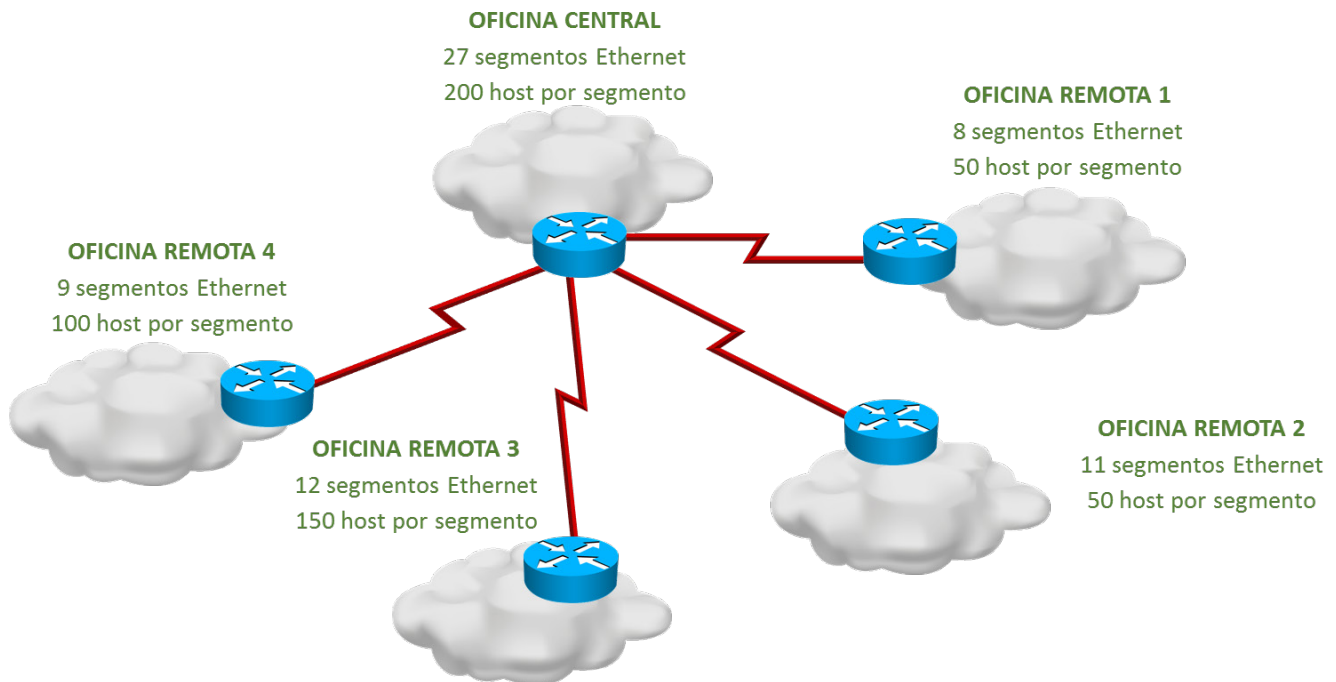 OFICINA CENTRAL
27 segmentos Ethernet
200 host por segmento
OFICINA REMOTA 1
8 segmentos Ethernet
50 host por segmento
OFICINA REMOTA 4
9 segmentos Ethernet
100 host por segmento
OFICINA REMOTA 3
12 segmentos Ethernet
150 host por segmento
OFICINA REMOTA 2
11 segmentos Ethernet
50 host por segmento